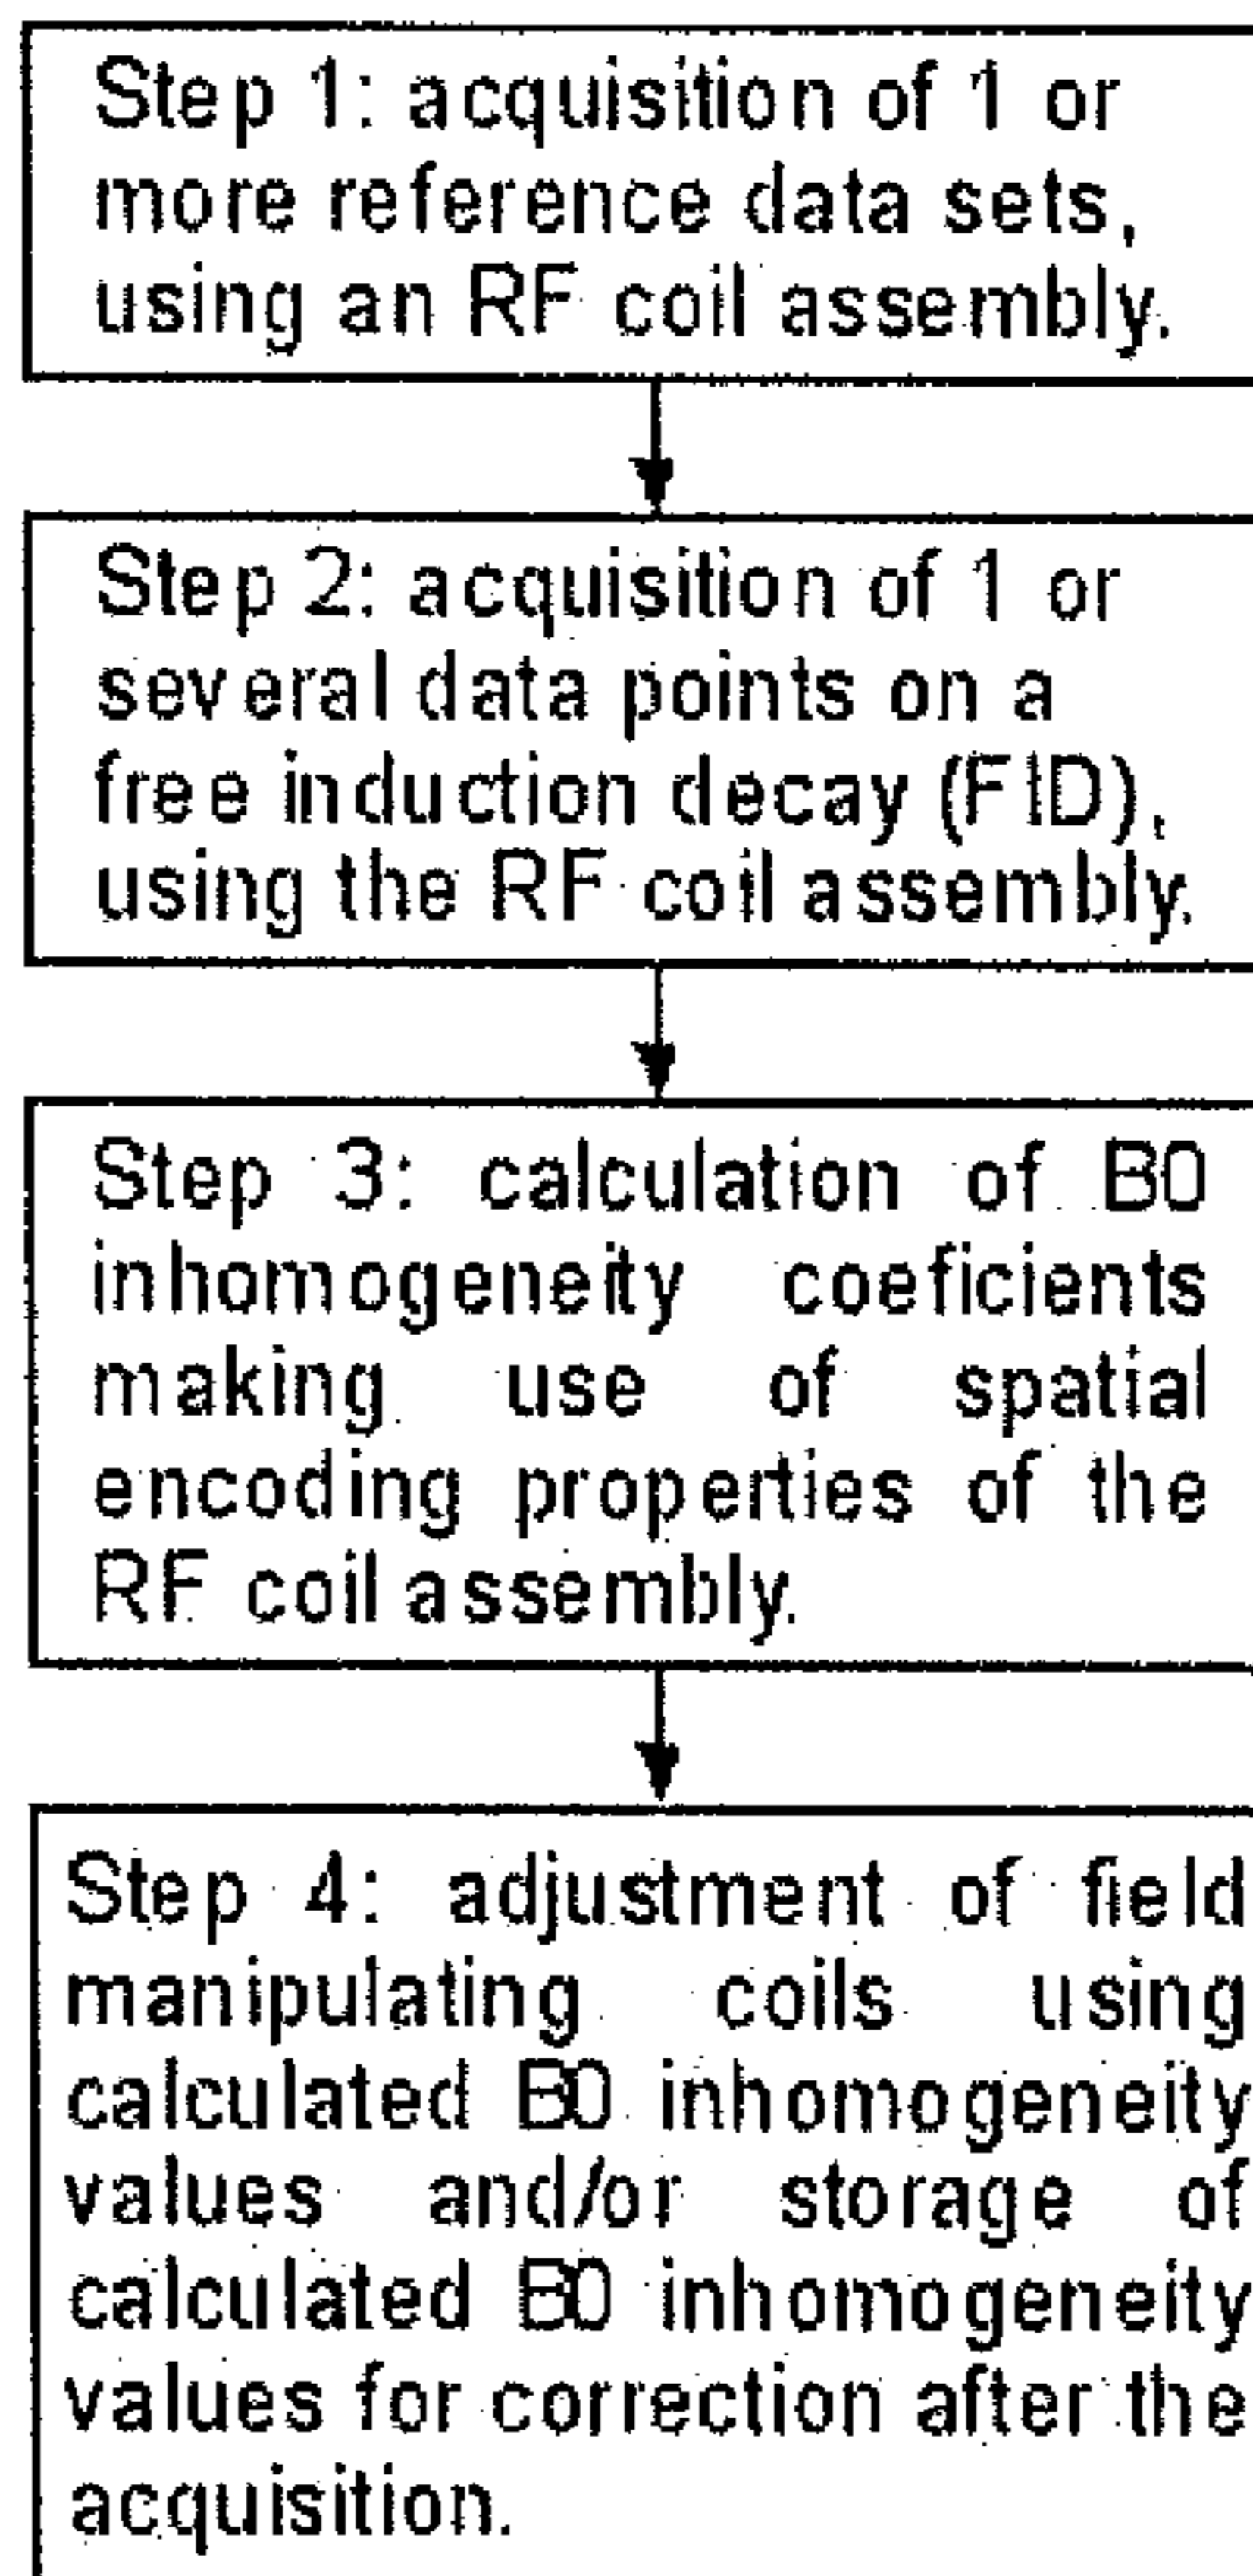 Step 1: acquisition of 1 or
more reference data sets,
using an RF coil assembly.
Step 2: acquisition of 1 or
several data points on a
free induction decay (FID),
using the RF coil assembly.
Step 3: calculation of B0
inhomogeneity coeficients
making use of spatial
encoding properties of the
RF coil assembly.
Step 4: adjustment of field
manipulating coils using
calculated B0 inhomogeneity
values and/or storage of
calculated B0 inhomogeneity
values for correction after the
acquisition.